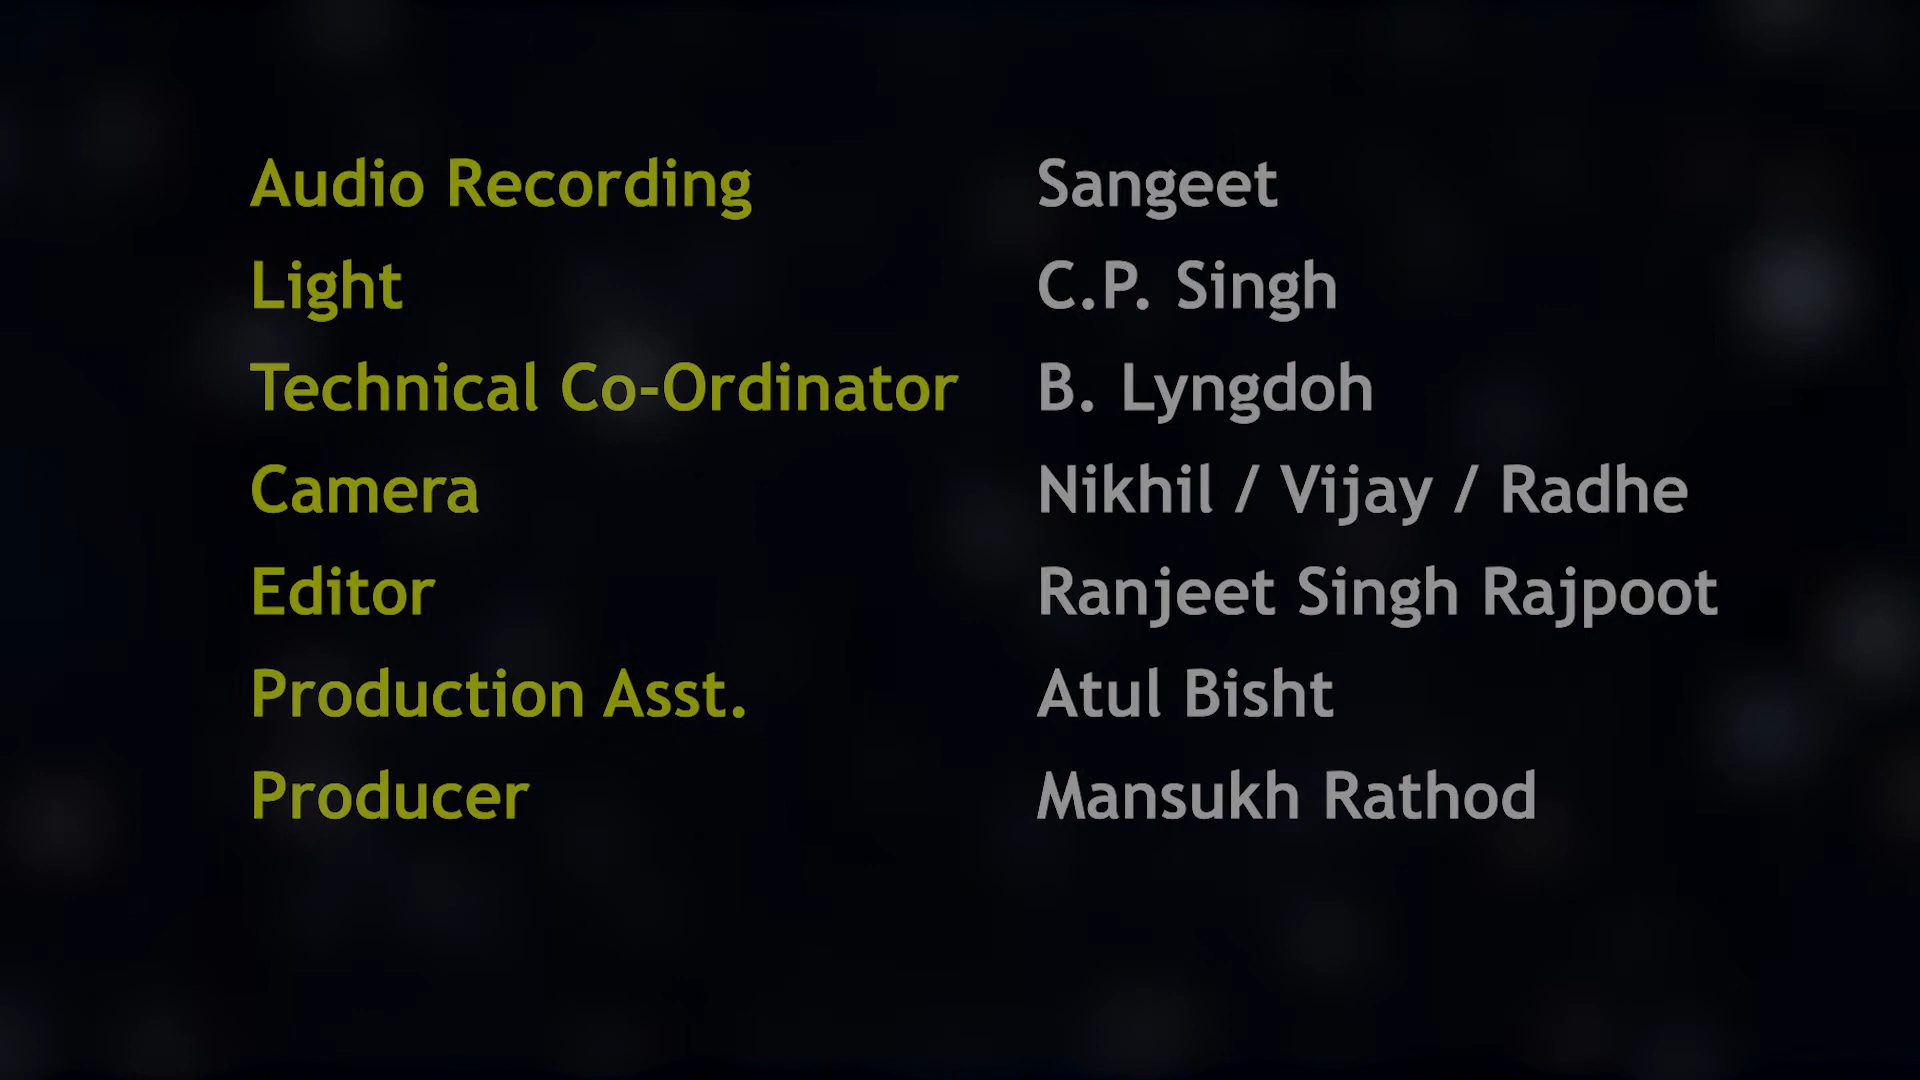 Audio Recording Sangeet
Light C.P. Singh
Technical Co-Ordinator B. Lyngdoh
Camera Nikhil / Vijay / Radhe
Editor Ranjeet Singh Rajpoot
Production Asst. Atul Bisht
Producer Mansukh Rathod